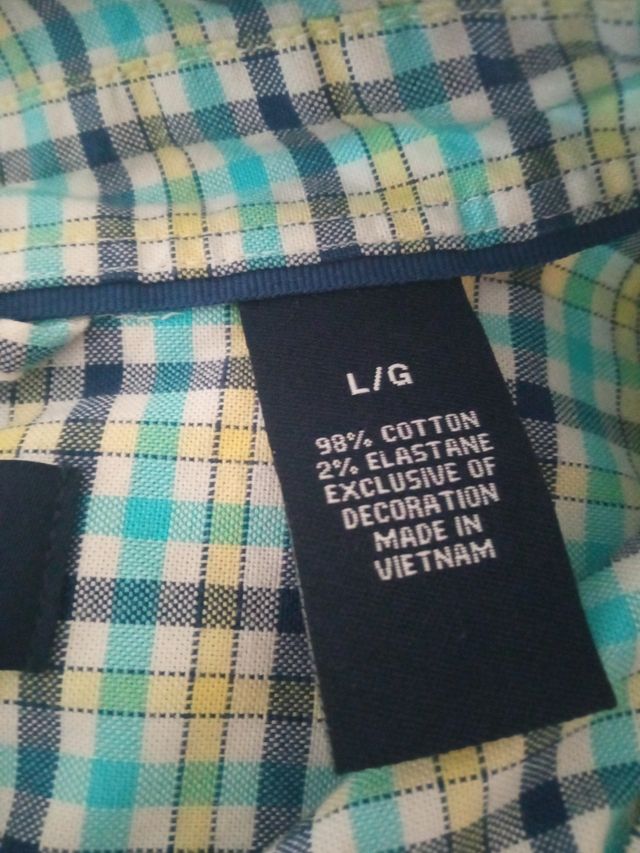 L/G
98% COTTON
2% ELASTANE
EXCLUSIVE OF
DECORATION
MADE IN
VIETNAM